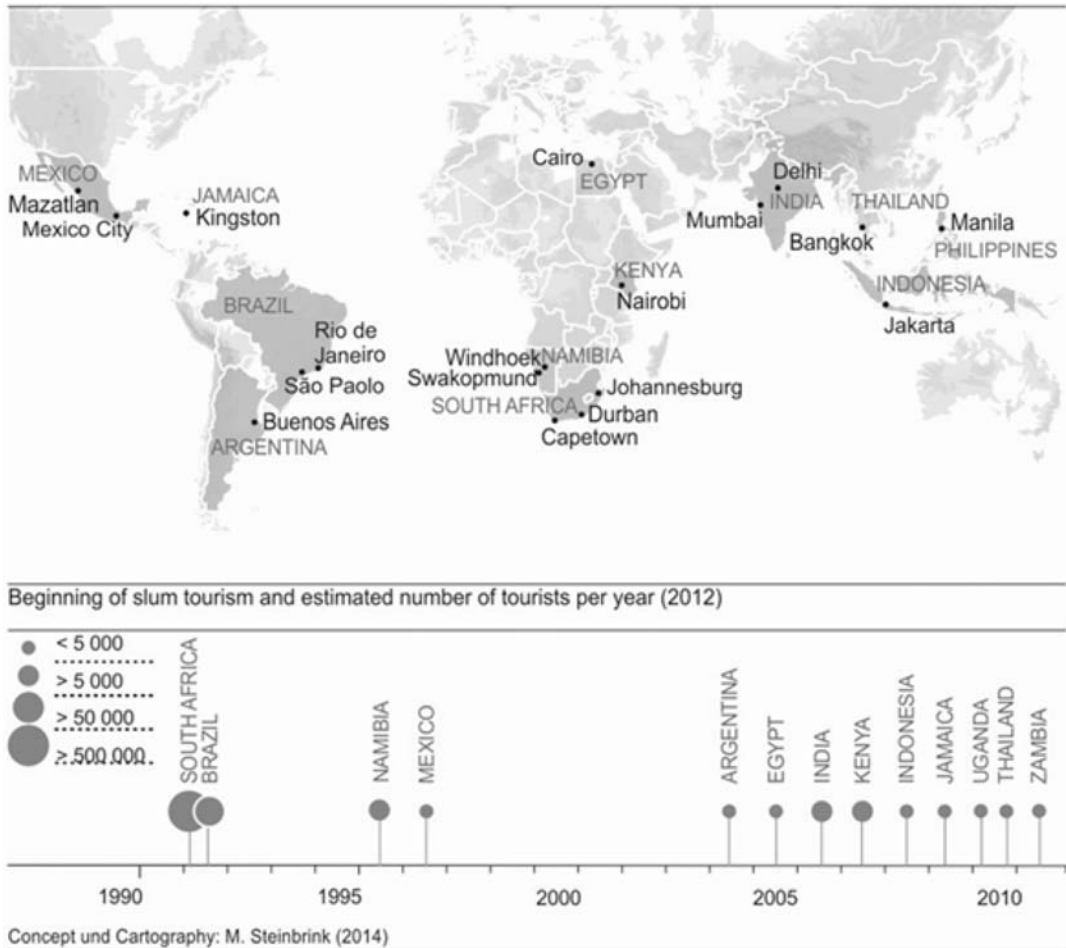 MEXICO
Mazatlan
Mexico City
JAMAICA
Kingston
BRAZIL
Rio de
Janeiro
São Paolo
Buenos Aires
ARGENTINA
Cairo
EGYPT
KENYA
Nairobi
Windhoek
NAMIBIA
Swakopmund
SOUTH AFRICA
Johannesburg
Durban
Capetown
Delhi
Mumbai
INDIA
THAILAND
Bangkok
Manila
PHILIPPINES
INDONESIA
Jakarta
Beginning of slum tourism and estimated number of tourists per year (2012)
< 5 000
> 5 000
> 50 000
> 500 000
SOUTH AFRICA
BRAZIL
NAMIBIA
MEXICO
ARGENTINA
EGYPT
INDIA
KENYA
INDONESIA
JAMAICA
UGANDA
THAILAND
ZAMBIA
1990
1995
2000
2005
2010
Concept und Cartography: M. Steinbrink (2014)